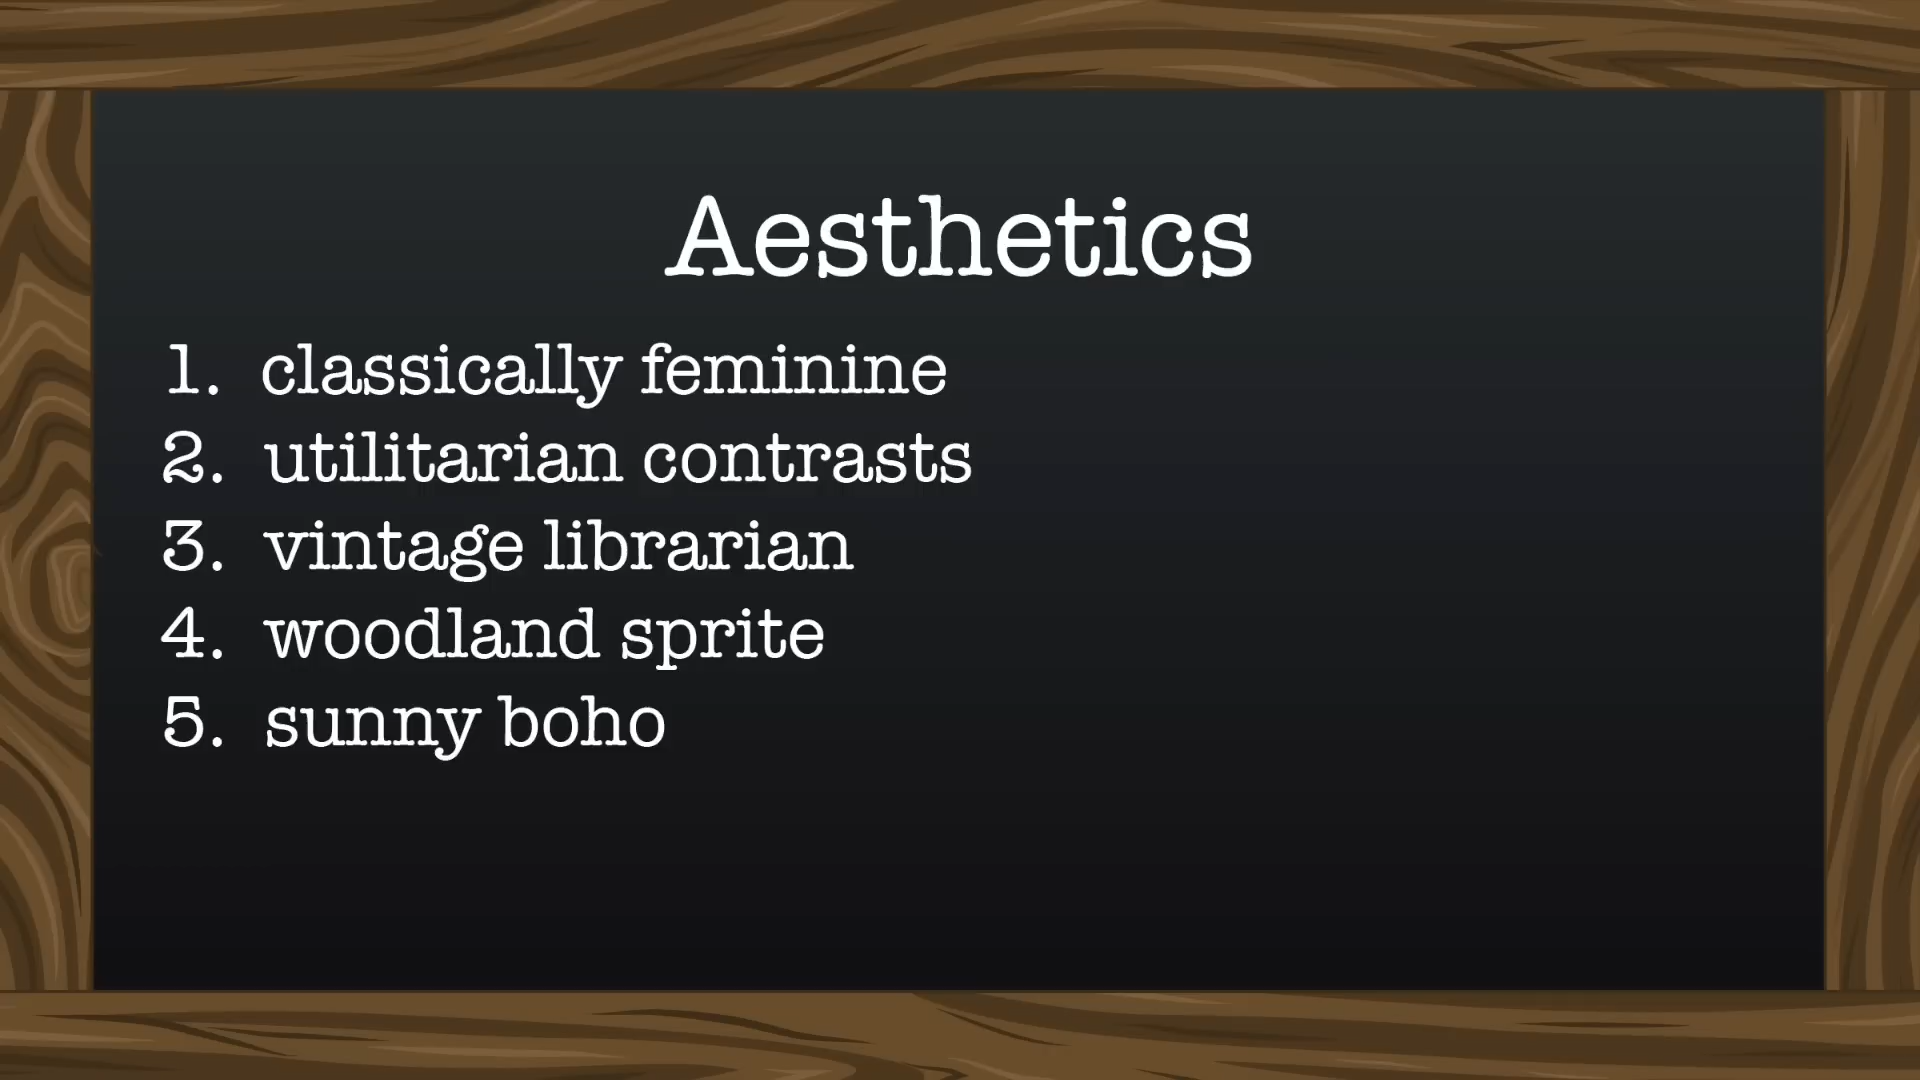 Aesthetics
1. classically feminine
2. utilitarian contrasts
3. vintage librarian
4. woodland sprite
5. sunny boho